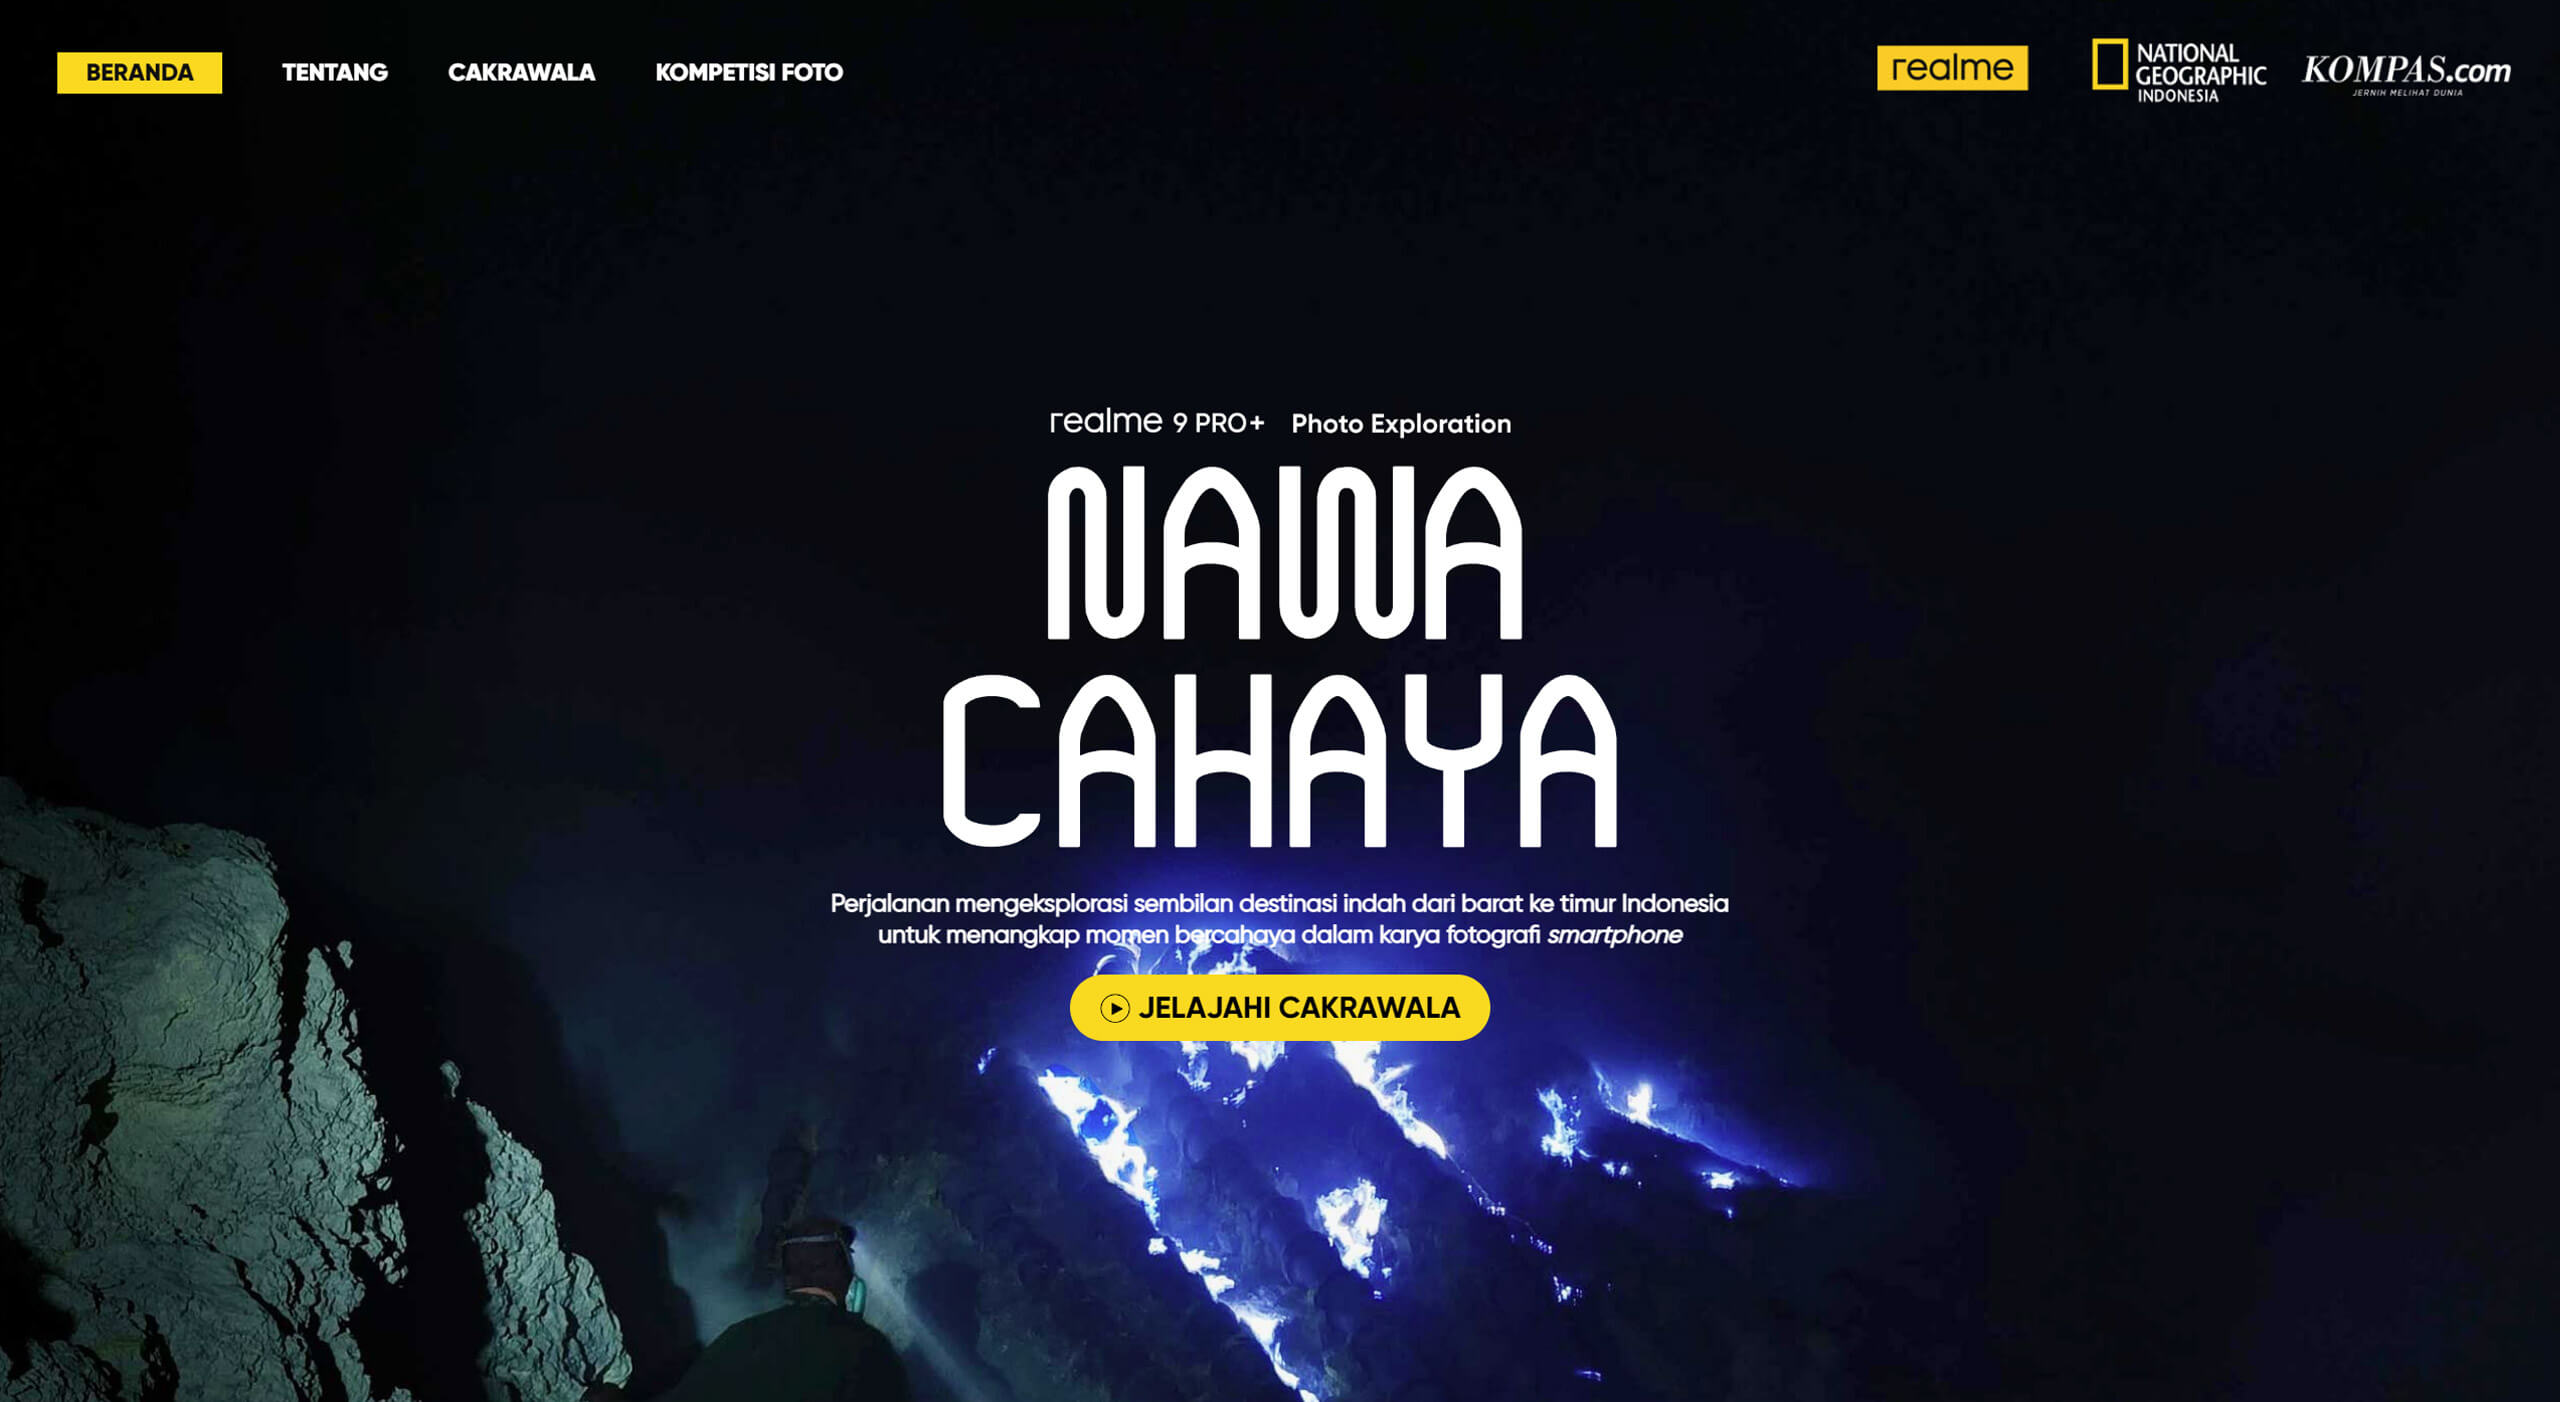 BERANDA TENTANG CAKRAWALA KOMPETISI FOTO
realme
NATIONAL
GEOGRAPHIC
INDONESIA
KOMPAS.com
JERNIH MELIHAT DUNIA
realme 9 PRO+ Photo Exploration
NAWA
CAHAYA
Perjalanan mengeksplorasi sembilan destinasi indah dari barat ke timur Indonesia
untuk menangkap momen bercahaya dalam karya fotografi smartphone
JELAJAHI CAKRAWALA